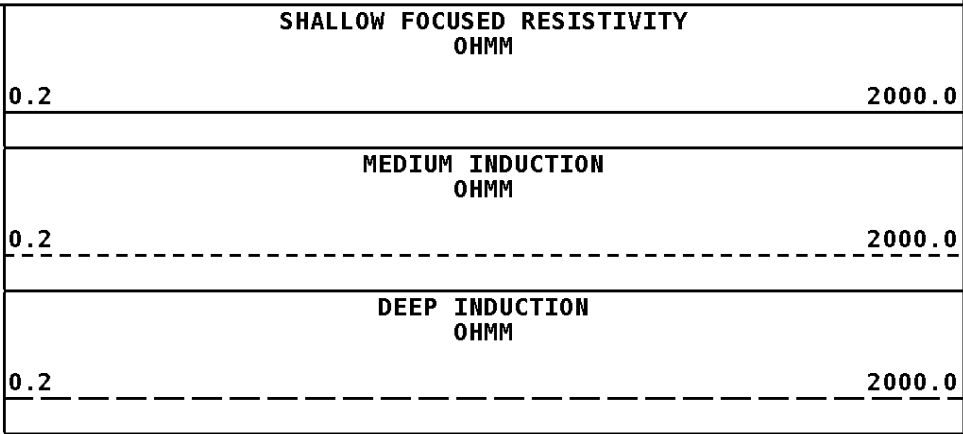 SHALLOW FOCUSED RESISTIVITY
OHMM
0.2 2000.0
MEDIUM INDUCTION
OHMM
0.2 2000.0
DEEP INDUCTION
OHMM
0.2 2000.0